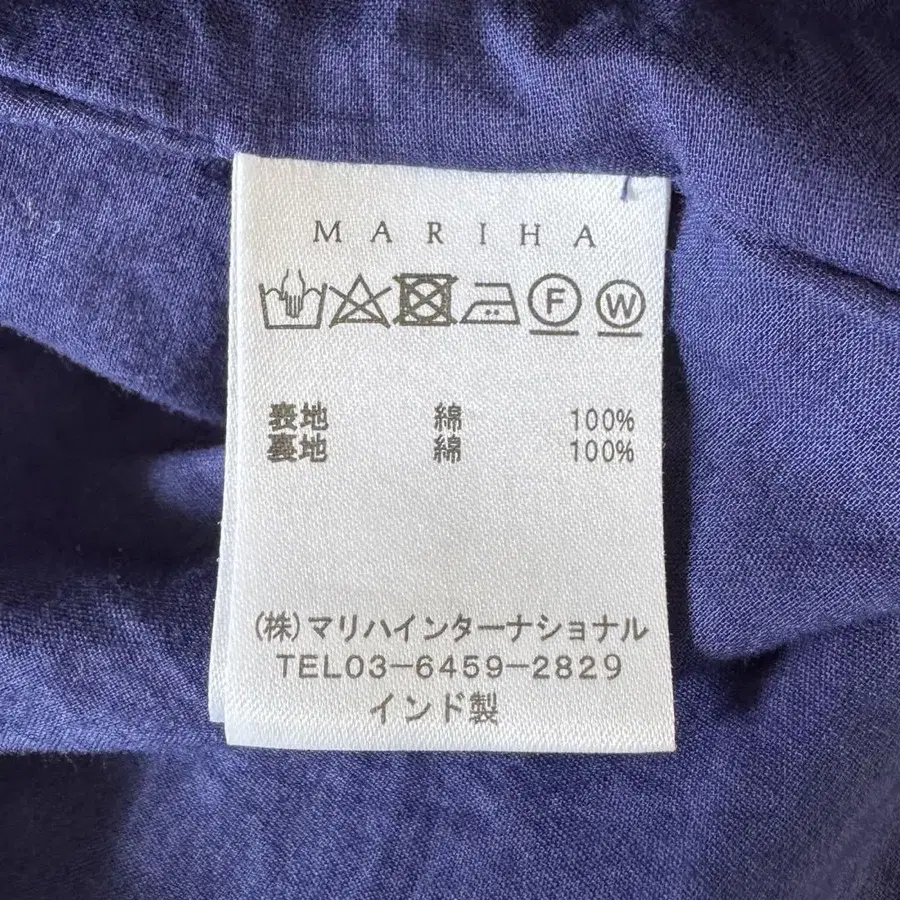 MARIHA
F W
表地 綿 100%
裏地 綿 100%
(株)マリハインターナショナル
TEL03-6459-2829
インド製